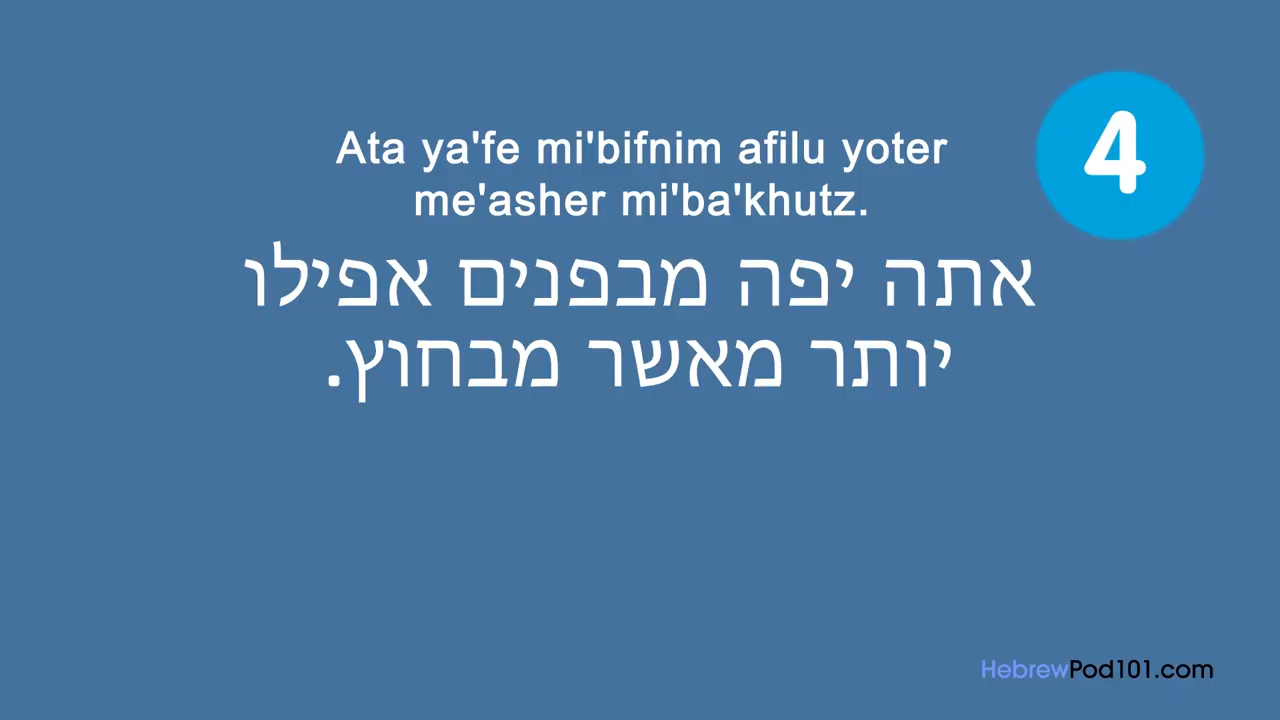 4
Ata ya'fe mi'bifnim afilu yoter
me'asher mi'ba'khutz.
אתה יפה מבפנים אפילו
יותר מאשר מבחוץ.
HebrewPod101.com